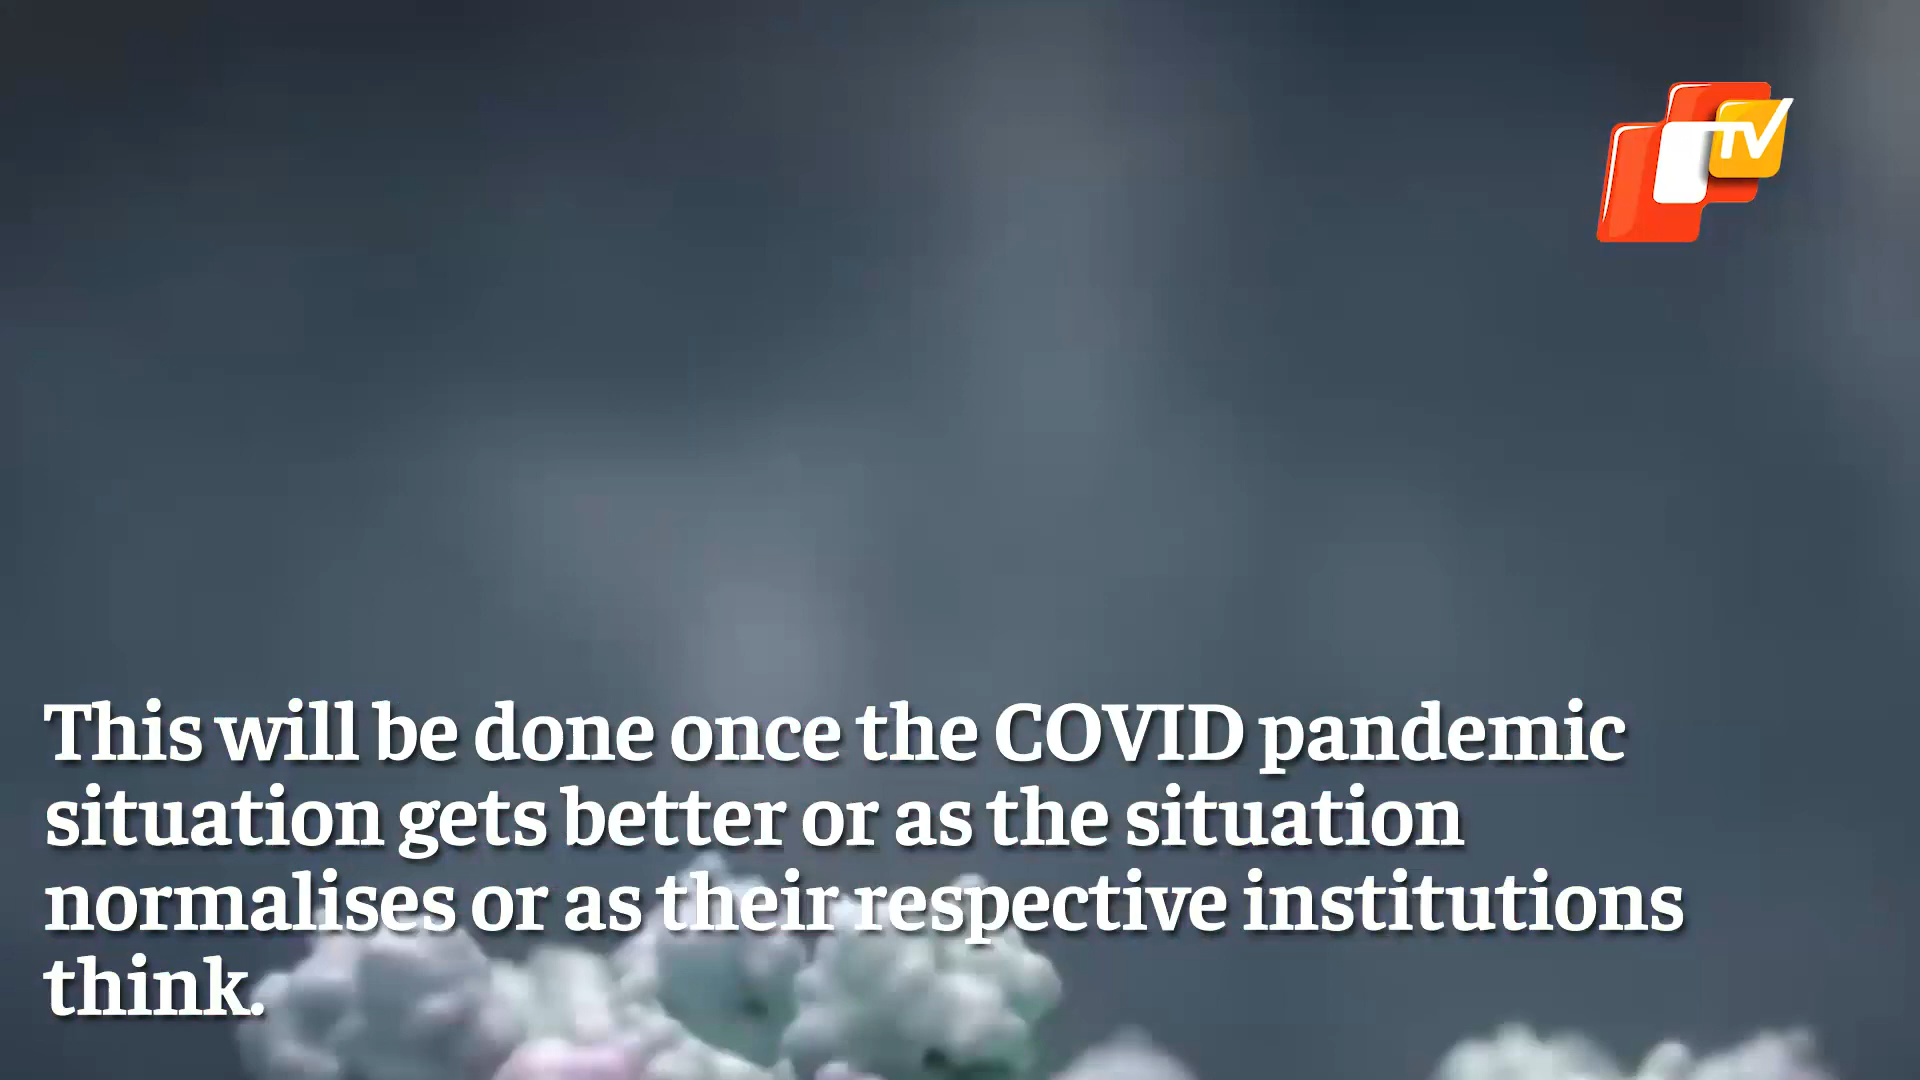 TV
This will be done once the COVID pandemic
situation gets better or as the situation
normalises or as their respective institutions
think.